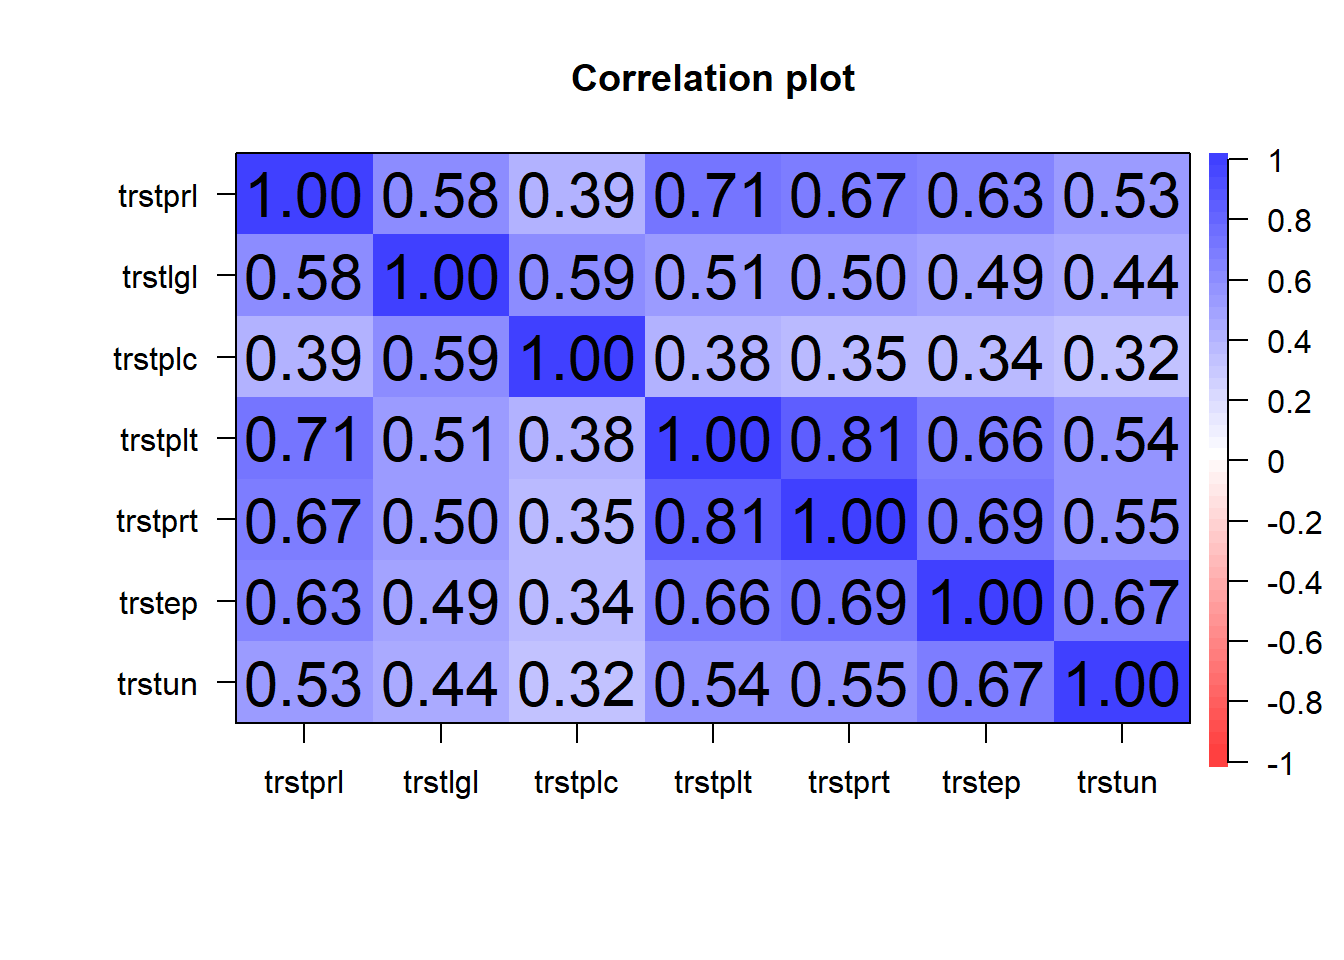 Correlation plot
trstprl 1.00 0.58 0.39 0.71 0.67 0.63 0.53
trstlgl 0.58 1.00 0.59 0.51 0.50 0.49 0.44
trstplc 0.39 0.59 1.00 0.38 0.35 0.34 0.32
trstplt 0.71 0.51 0.38 1.00 0.81 0.66 0.54
trstprt 0.67 0.50 0.35 0.81 1.00 0.69 0.55
trstep 0.63 0.49 0.34 0.66 0.69 1.00 0.67
trstun 0.53 0.44 0.32 0.54 0.55 0.67 1.00
trstprl trstlgl trstplc trstplt trstprt trstep trstun
1
0.8
0.6
0.4
0.2
0
-0.2
-0.4
-0.6
-0.8
-1